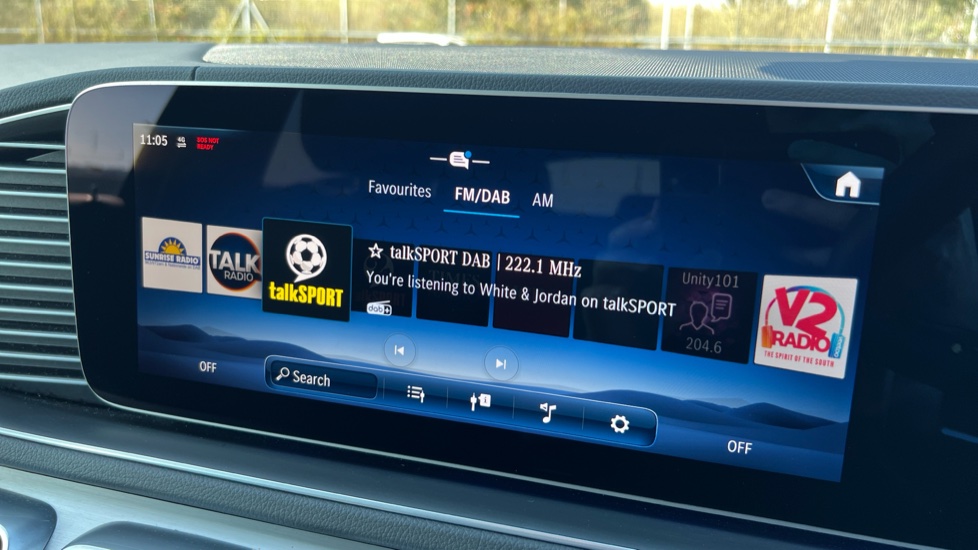 11:05 4G DOG NOT
READY
Favourites FM/DAB AM
SUNRISE RADIO
TALK
RADIO
talkSPORT
talkSPORT DAB | 222.1 MHz
You're listening to White & Jordan on talkSPORT
dab+
Unity101
204.6
V2
RADIO
THE SPIRIT OF THE SOUTH
OFF
Search
1
OFF